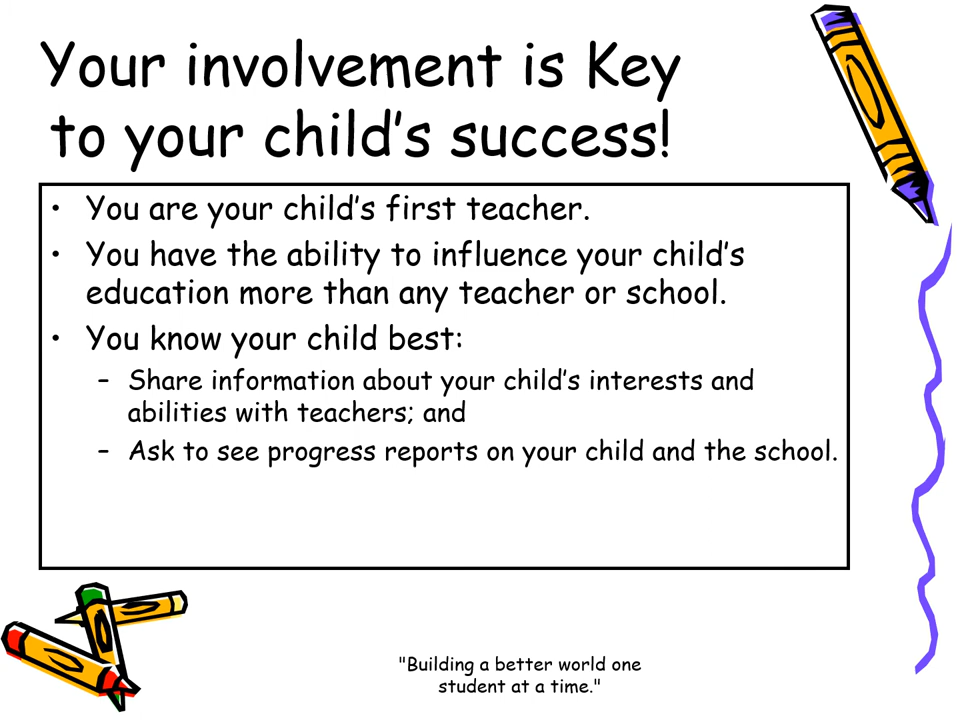 Your involvement is Key
to your child's success!
• You are your child's first teacher.
• You have the ability to influence your child's
education more than any teacher or school.
• You know your child best:
– Share information about your child's interests and
abilities with teachers; and
– Ask to see progress reports on your child and the school.
"Building a better world one
student at a time."